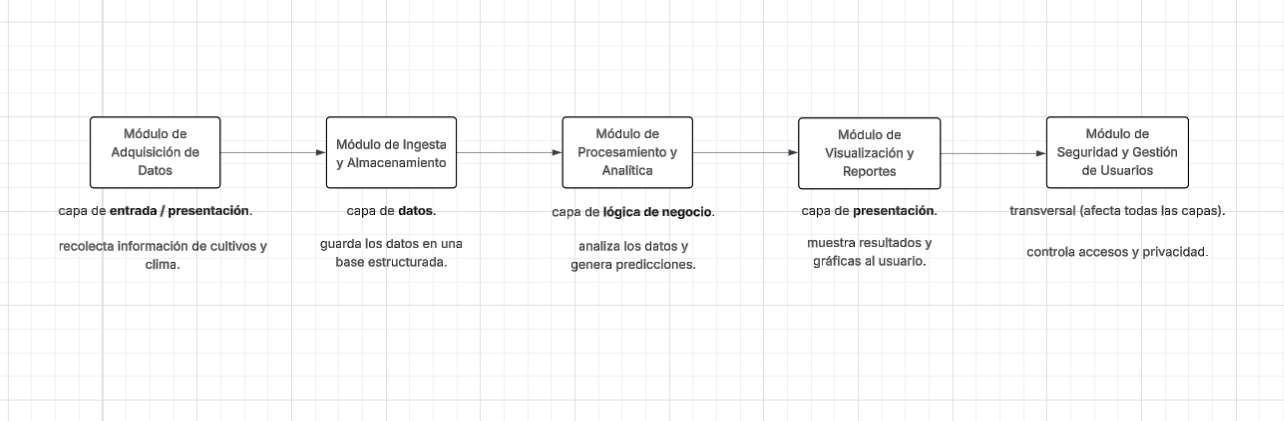 Módulo de
Adquisición de
Datos
Módulo de Ingesta
y Almacenamiento
Módulo de
Procesamiento y
Analítica
Módulo de
Visualización y
Reportes
Módulo de
Seguridad y Gestión
de Usuarios
capa de entrada / presentación.
capa de datos.
capa de lógica de negocio.
capa de presentación.
transversal (afecta todas las capas).
recolecta información de cultivos y
clima.
guarda los datos en una
base estructurada.
analiza los datos y
genera predicciones.
muestra resultados y
gráficas al usuario.
controla accesos y privacidad.